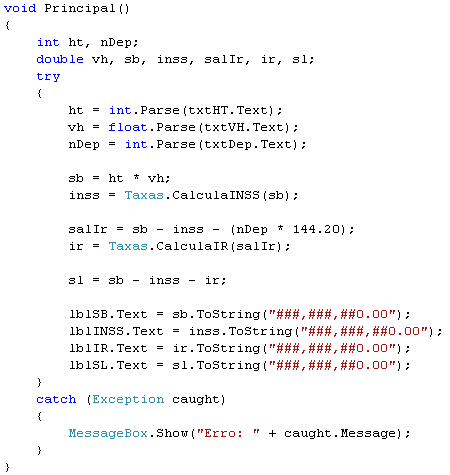 void Principal()
{
    int ht, nDep;
    double vh, sb, inss, salIr, ir, sl;
    try
    {
        ht = int.Parse(txtHT.Text);
        vh = float.Parse(txtVH.Text);
        nDep = int.Parse(txtDep.Text);

        sb = ht * vh;
        inss = Taxas.CalculaINSS(sb);

        salIr = sb - inss - (nDep * 144.20);
        ir = Taxas.CalculaIR(salIr);

        sl = sb - inss - ir;

        lblSB.Text = sb.ToString("###,###,##0.00");
        lblINSS.Text = inss.ToString("###,###,##0.00");
        lblIR.Text = ir.ToString("###,###,##0.00");
        lblSL.Text = sl.ToString("###,###,##0.00");
    }
    catch (Exception caught)
    {
        MessageBox.Show("Erro: " + caught.Message);
    }
}